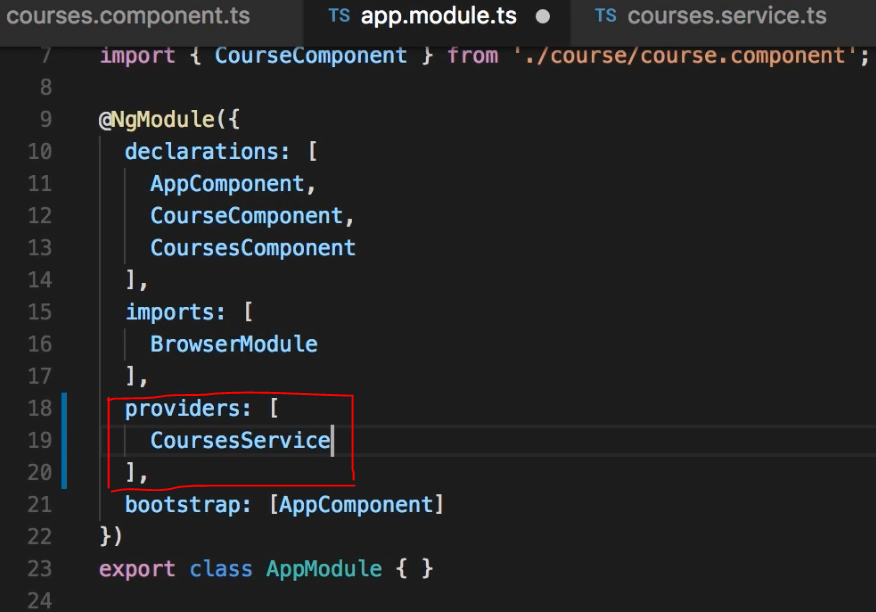 courses.component.ts TS app.module.ts TS courses.service.ts
7 import { CourseComponent } from './course/course.component';
8
9 @NgModule({
10 declarations: [
11 AppComponent,
12 CourseComponent,
13 CoursesComponent
14 ],
15 imports: [
16 BrowserModule
17 ],
18 providers: [
19 CoursesService
20 ],
21 bootstrap: [AppComponent]
22 })
23 export class AppModule { }
24